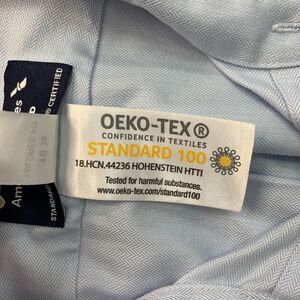 OEKO-TEX®
CONFIDENCE IN TEXTILES
STANDARD 100
18.HCN.44236 HOHENSTEIN HTTI
Tested for harmful substances.
www.oeko-tex.com/standard100
CERTIFIED